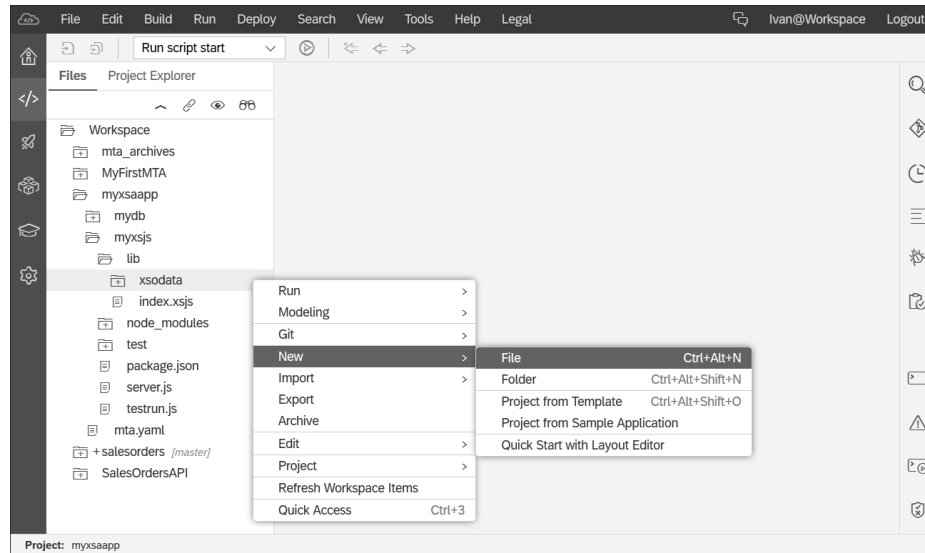 File Edit Build Run Deploy Search View Tools Help Legal Ivan@Workspace Logout
Run script start
Files Project Explorer
Workspace
mta_archives
MyFirstMTA
myxsaapp
mydb
myxsjs
lib
xsodata
index.xsjs
node_modules
test
package.json
server.js
testrun.js
mta.yaml
+salesorders [master]
SalesOrdersAPI
Run >
Modeling >
Git >
New >
Import >
Export
Archive
Edit >
Project >
Refresh Workspace Items
Quick Access Ctrl+3
File Ctrl+Alt+N
Folder Ctrl+Alt+Shift+N
Project from Template Ctrl+Alt+Shift+O
Project from Sample Application
Quick Start with Layout Editor
Project: myxsaapp